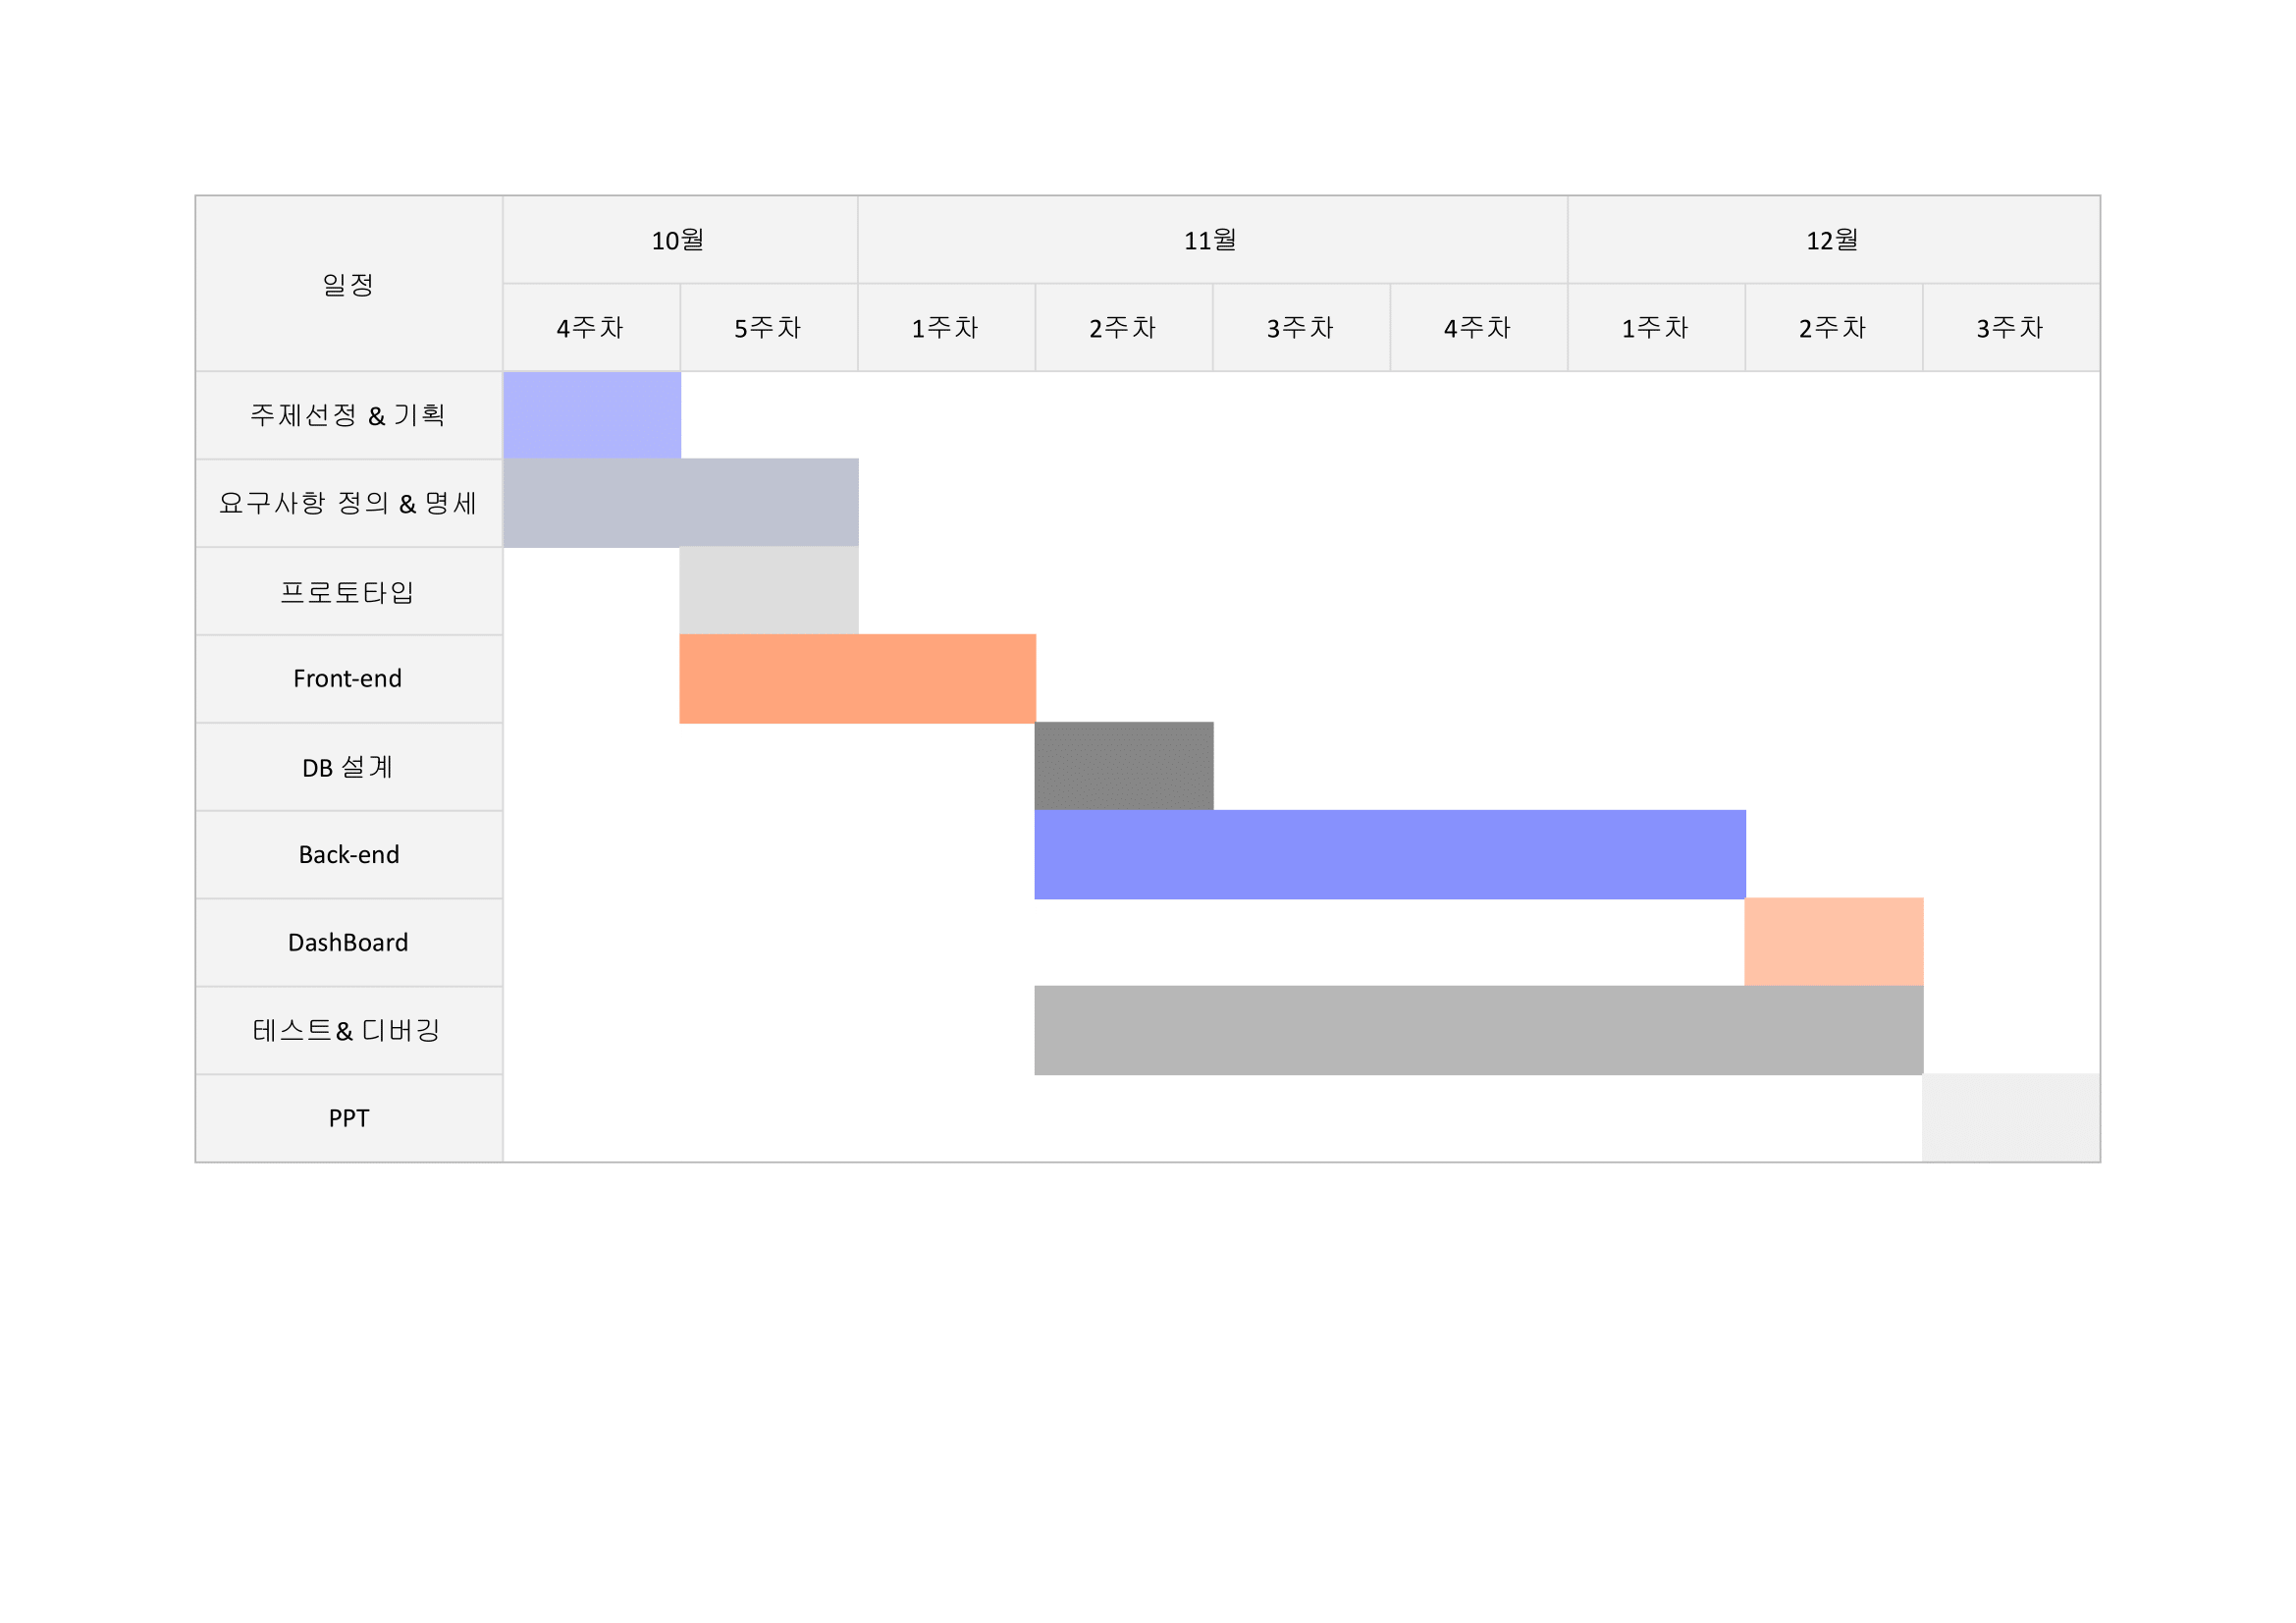 일정
10월
11월
12월
4주차
5주차
1주차
2주차
3주차
4주차
1주차
2주차
3주차
주제선정 & 기획
요구사항 정의 & 명세
프로토타입
Front-end
DB 설계
Back-end
DashBoard
테스트& 디버깅
PPT